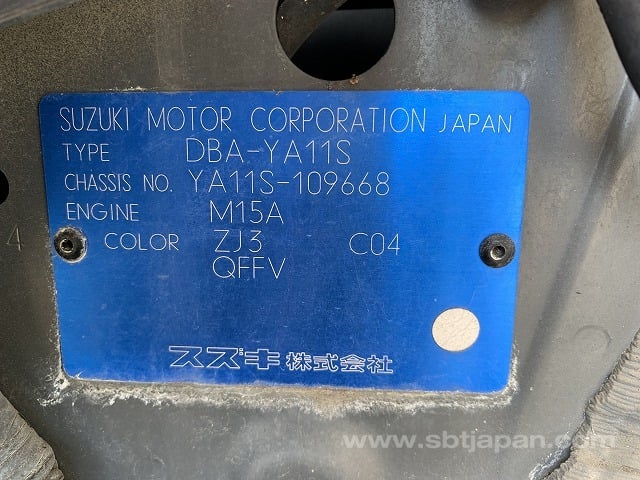 SUZUKI MOTOR CORPORATION JAPAN
TYPE DBA-YA11S
CHASSIS NO. YA11S-109668
ENGINE M15A
4
COLOR ZJ3 C04
QFFV
スズキ株式会社
www.sbtjapan.com